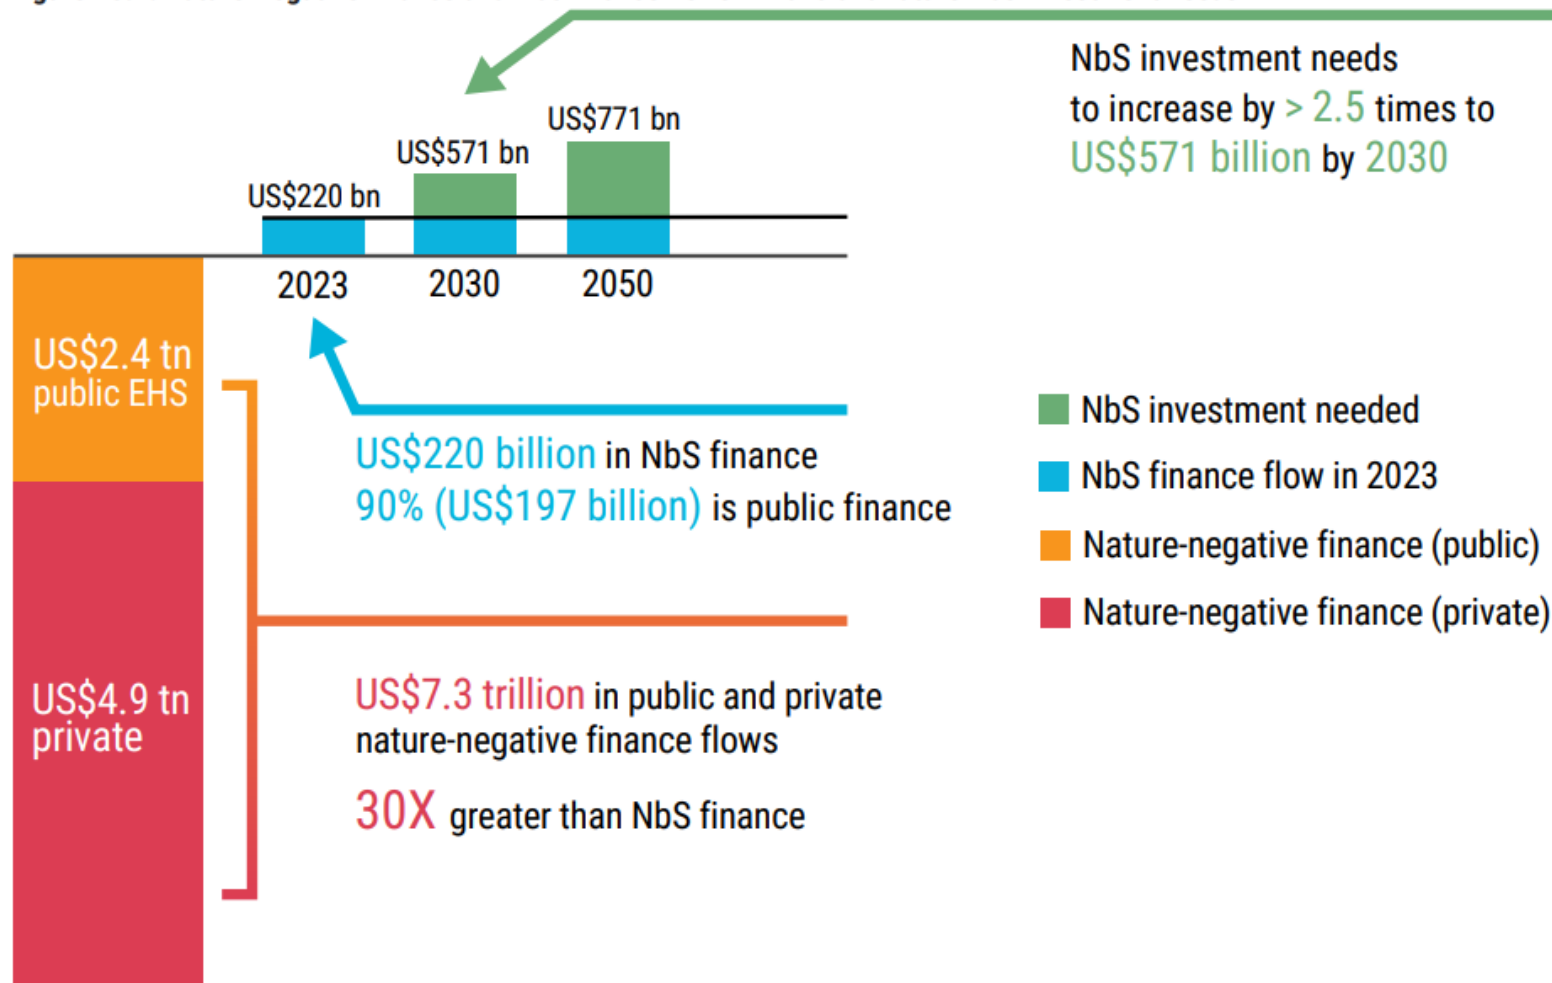 NbS investment needs
to increase by > 2.5 times to
US$571 billion by 2030
US$771 bn
US$571 bn
US$220 bn
2023
2030
2050
US$2.4 tn
public EHS
US$220 billion in NbS finance
90% (US$197 billion) is public finance
NbS investment needed
NbS finance flow in 2023
Nature-negative finance (public)
Nature-negative finance (private)
US$4.9 tn
private
US$7.3 trillion in public and private
nature-negative finance flows
30X greater than NbS finance